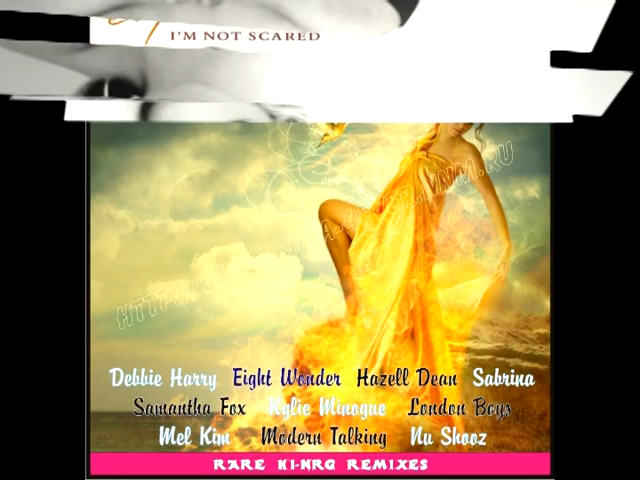 I'M NOT SCARED
Debbie Harry Eight Wonder Hazell Dean Sabrina
Samantha Fox Kylie Minogue London Boys
Mel Kim Modern Talking Nu Shooz
RARE HI-NRG REMIXES